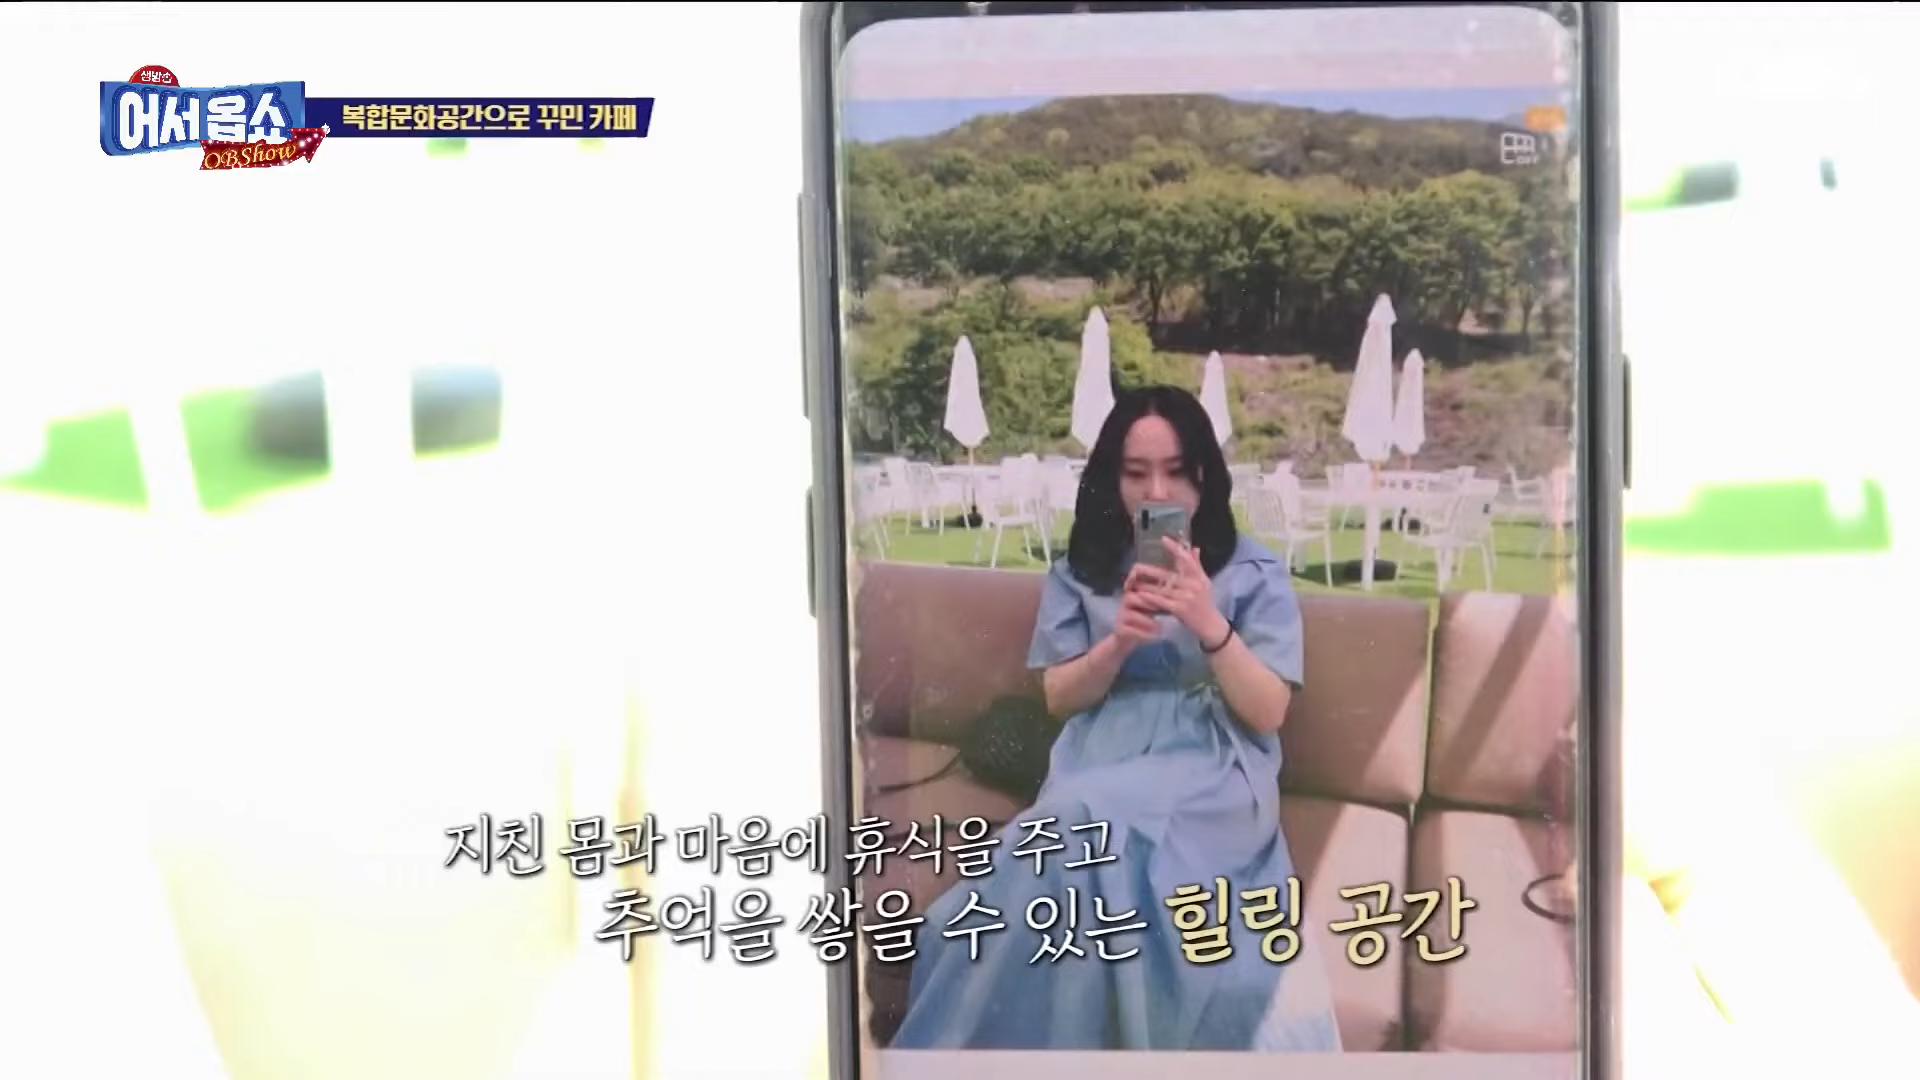 생방송
어서옵쇼
OBShow
복합문화공간으로 꾸민 카페
OFF
지친 몸과 마음에 휴식을 주고
추억을 쌓을 수 있는 힐링 공간